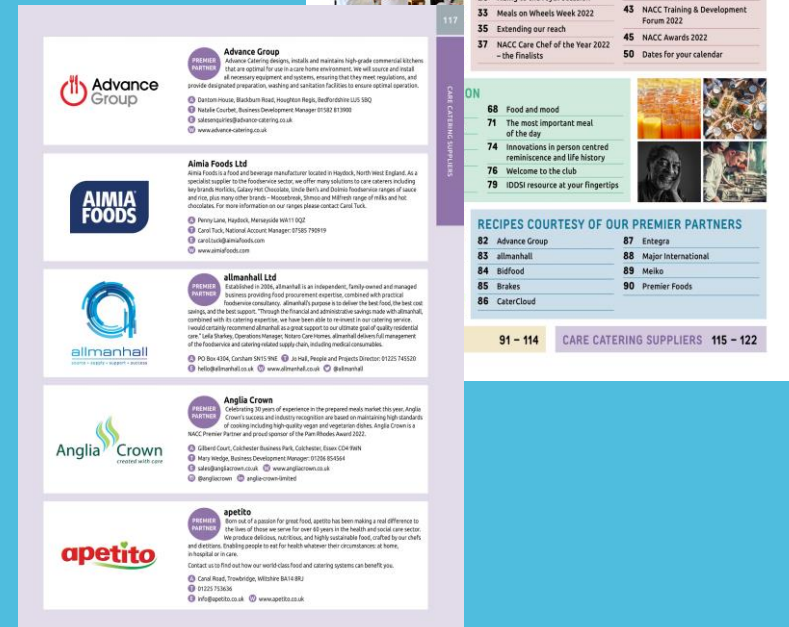 117
CARE CATERING SUPPLIERS
Advance
Group
PREMIER
PARTNER
Advance Group
Advance Catering designs, installs and maintains high-grade commercial kitchens
that are optimal for use in a care home environment. We will source and install
all necessary equipment and systems, ensuring that they meet regulations, and
provide designated preparation, washing and sanitation facilities to ensure optimal operation.
A Dantom House, Blackburn Road, Houghton Regis, Bedfordshire LU5 5BQ
T Natalie Courbet, Business Development Manager 01582 813900
E salesenquiries@advance-catering.co.uk
W www.advance-catering.co.uk
AIMIA
FOODS
Aimia Foods Ltd
Aimia Foods is a food and beverage manufacturer located in Haydock, North West England. As a
specialist supplier to the foodservice sector, we offer many solutions to care caterers including
key brands Horlicks, Galaxy Hot Chocolate, Uncle Ben's and Dolmio foodservice ranges of sauce
and rice, plus many other brands – Moosebreak, Shmoo and Milfresh range of milks and hot
chocolates. For more information on our ranges please contact Carol Tuck.
A Penny Lane, Haydock, Merseyside WA11 0QZ
T Carol Tuck, National Account Manager: 07585 790919
E carol.tuck@aimiafoods.com
W www.aimiafoods.com
allmanhall
source • supply • support • success
PREMIER
PARTNER
allmanhall Ltd
Established in 2006, allmanhall is an independent, family-owned and managed
business providing food procurement expertise, combined with practical
foodservice consultancy. allmanhall's purpose is to deliver the best food, the best cost
savings, and the best support. "Through the financial and administrative savings made with allmanhall,
combined with its catering expertise, we have been able to re-invest in our catering service.
I would certainly recommend allmanhall as a great support to our ultimate goal of quality residential
care." Leila Sharkey, Operations Manager, Notaro Care Homes. allmanhall delivers full management
of the foodservice and catering-related supply chain, including medical consumables.
A PO Box 4304, Corsham SN15 9NE T Jo Hall, People and Projects Director: 01225 745520
E hello@allmanhall.co.uk W www.allmanhall.co.uk @allmanhall
Anglia Crown
created with care
PREMIER
PARTNER
Anglia Crown
Celebrating 30 years of experience in the prepared meals market this year, Anglia
Crown's success and industry recognition are based on maintaining high standards
of cooking including high-quality vegan and vegetarian dishes. Anglia Crown is a
NACC Premier Partner and proud sponsor of the Pam Rhodes Award 2022.
A Gilberd Court, Colchester Business Park, Colchester, Essex CO4 9WN
T Mary Wedge, Business Development Manager: 01206 854564
E sales@angliacrown.co.uk W www.angliacrown.co.uk
@angliacrown in anglia-crown-limited
apetito
PREMIER
PARTNER
apetito
Born out of a passion for great food, apetito has been making a real difference to
the lives of those we serve for over 60 years in the health and social care sector.
We produce delicious, nutritious, and highly sustainable food, crafted by our chefs
and dietitians. Enabling people to eat for health whatever their circumstances: at home,
in hospital or in care.
Contact us to find out how our world-class food and catering systems can benefit you.
A Canal Road, Trowbridge, Wiltshire BA14 8RJ
T 01225 753636
E info@apetito.co.uk W www.apetito.co.uk
33 Meals on Wheels Week 2022
35 Extending our reach
37 NACC Care Chef of the Year 2022
– the finalists
43 NACC Training & Development
Forum 2022
45 NACC Awards 2022
50 Dates for your calendar
ON
68 Food and mood
71 The most important meal
of the day
74 Innovations in person centred
reminiscence and life history
76 Welcome to the club
79 IDDSI resource at your fingertips
RECIPES COURTESY OF OUR PREMIER PARTNERS
82 Advance Group
83 allmanhall
84 Bidfood
85 Brakes
86 CaterCloud
87 Entegra
88 Major International
89 Meiko
90 Premier Foods
91 – 114
CARE CATERING SUPPLIERS 115 – 122